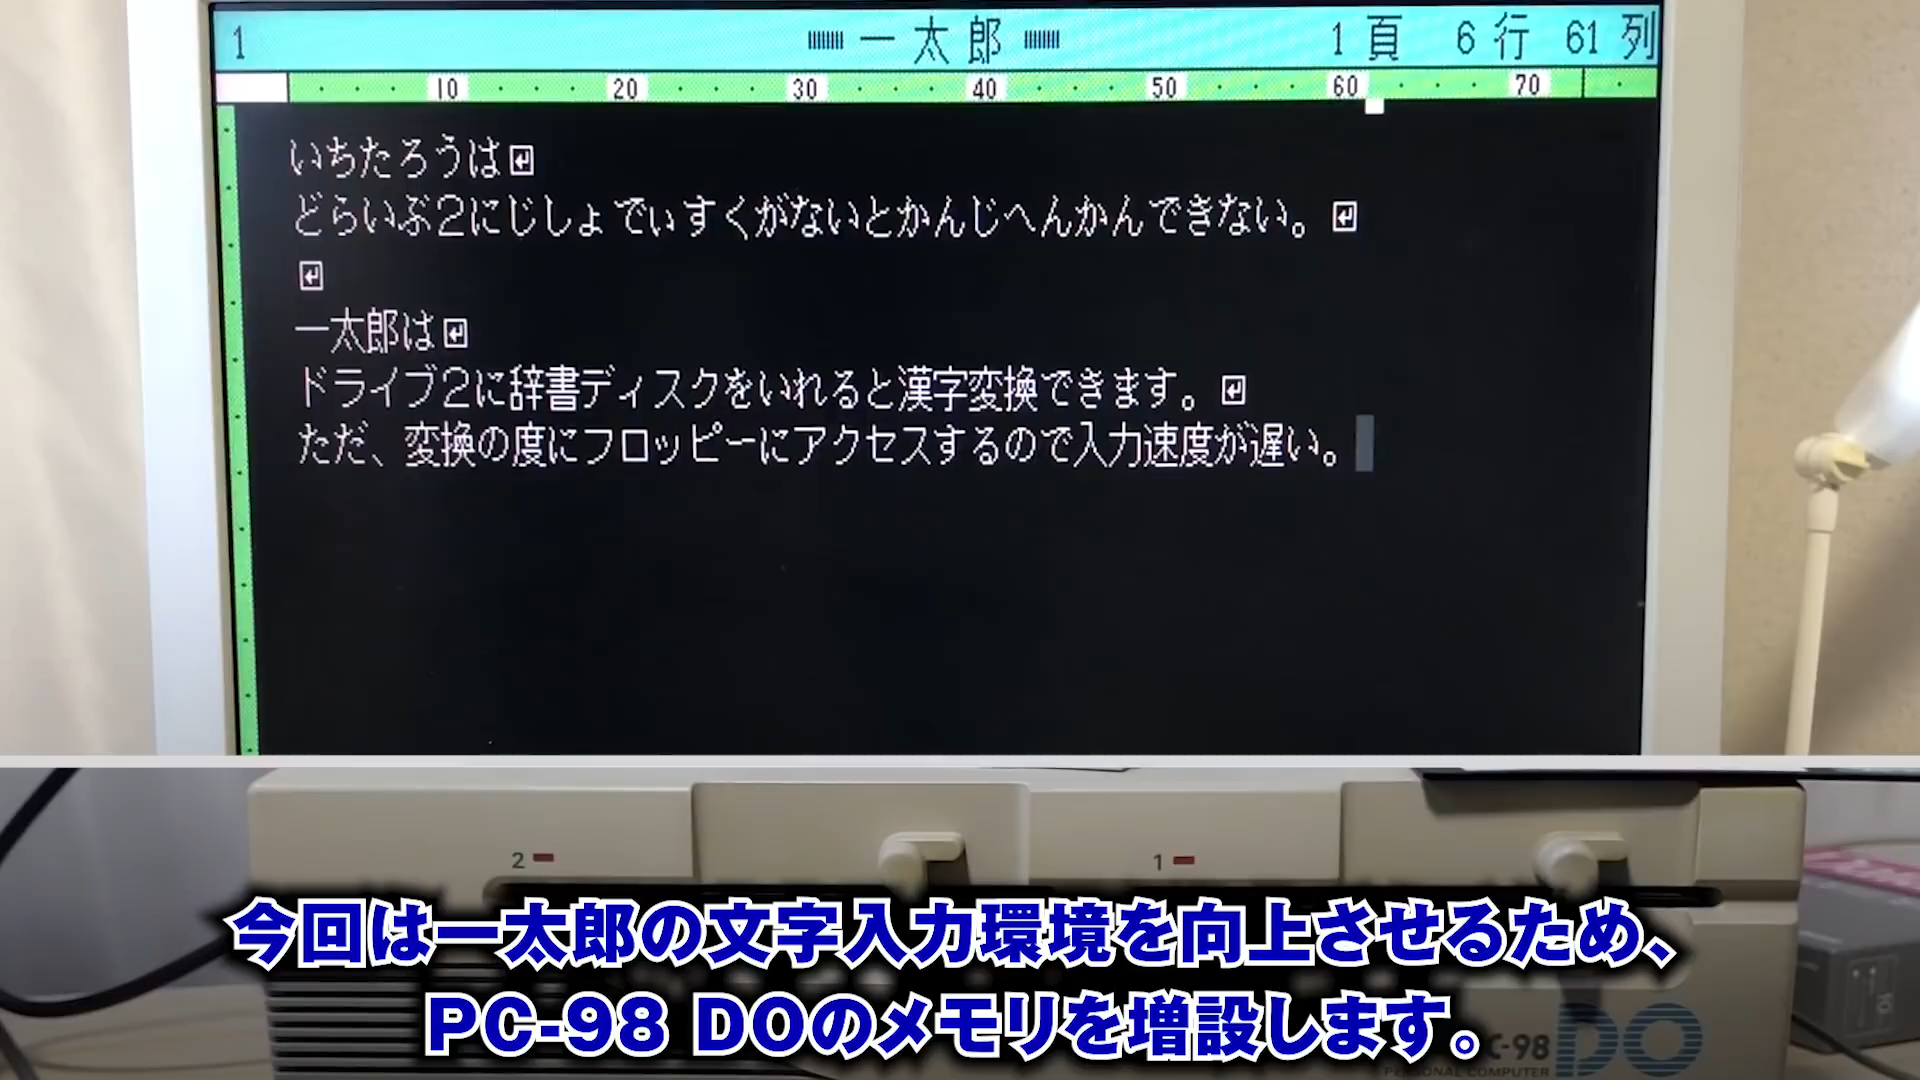 1 一太郎 1頁 6行 61列
10 20 30 40 50 60 70
いちたろうは
どらいぶ2にじしょでぃすくがないとかんじへんかんできない。
一太郎は
ドライブ2に辞書ディスクをいれると漢字変換できます。
ただ、変換の度にフロッピーにアクセスするので入力速度が遅い。
2 1
今回は一太郎の文字入力環境を向上させるため、
PC-98 DOのメモリを増設します。
C-98 DO
PERSONAL COMPUTER